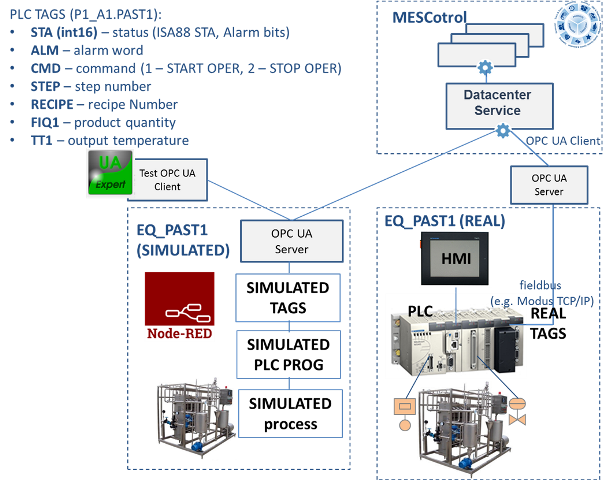 PLC TAGS (P1_A1.PAST1):
• STA (int16) – status (ISA88 STA, Alarm bits)
• ALM – alarm word
• CMD – command (1 – START OPER, 2 – STOP OPER)
• STEP – step number
• RECIPE – recipe Number
• FIQ1 – product quantity
• TT1 – output temperature
MESCotrol
Datacenter
Service
OPC UA Client
UA
Expert
Test OPC UA
Client
OPC UA
Server
EQ_PAST1
(SIMULATED)
OPC UA
Server
SIMULATED
TAGS
Node-RED
SIMULATED
PLC PROG
SIMULATED
process
EQ_PAST1 (REAL)
HMI
fieldbus
(e.g. Modus TCP/IP)
PLC
REAL
TAGS